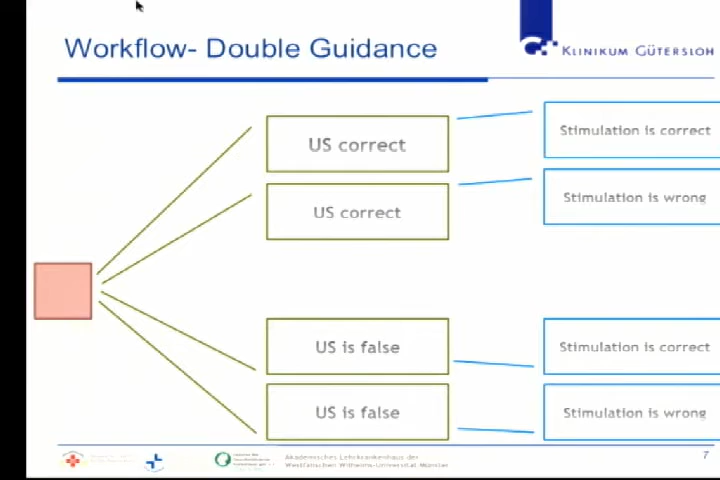 Workflow- Double Guidance
KLINIKUM GÜTERSLOH
US correct
Stimulation is correct
US correct
Stimulation is wrong
US is false
Stimulation is correct
US is false
Stimulation is wrong
Akademisches Lehrkrankenhaus der
Westfälischen Wilhelms-Universität Münster
7